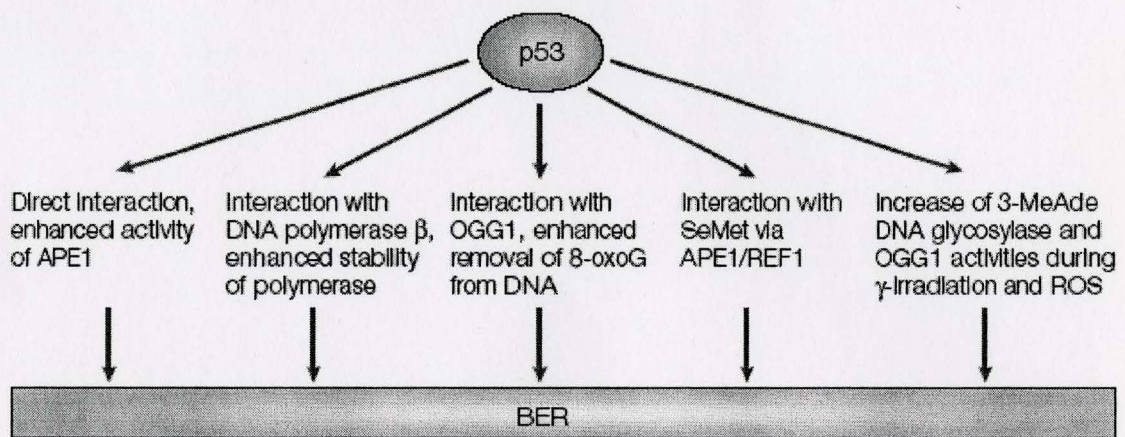 p53
Direct interaction,
enhanced activity
of APE1
Interaction with
DNA polymerase β,
enhanced stability
of polymerase
Interaction with
OGG1, enhanced
removal of 8-oxoG
from DNA
Interaction with
SeMet via
APE1/REF1
Increase of 3-MeAde
DNA glycosylase and
OGG1 activities during
γ-irradiation and ROS
BER